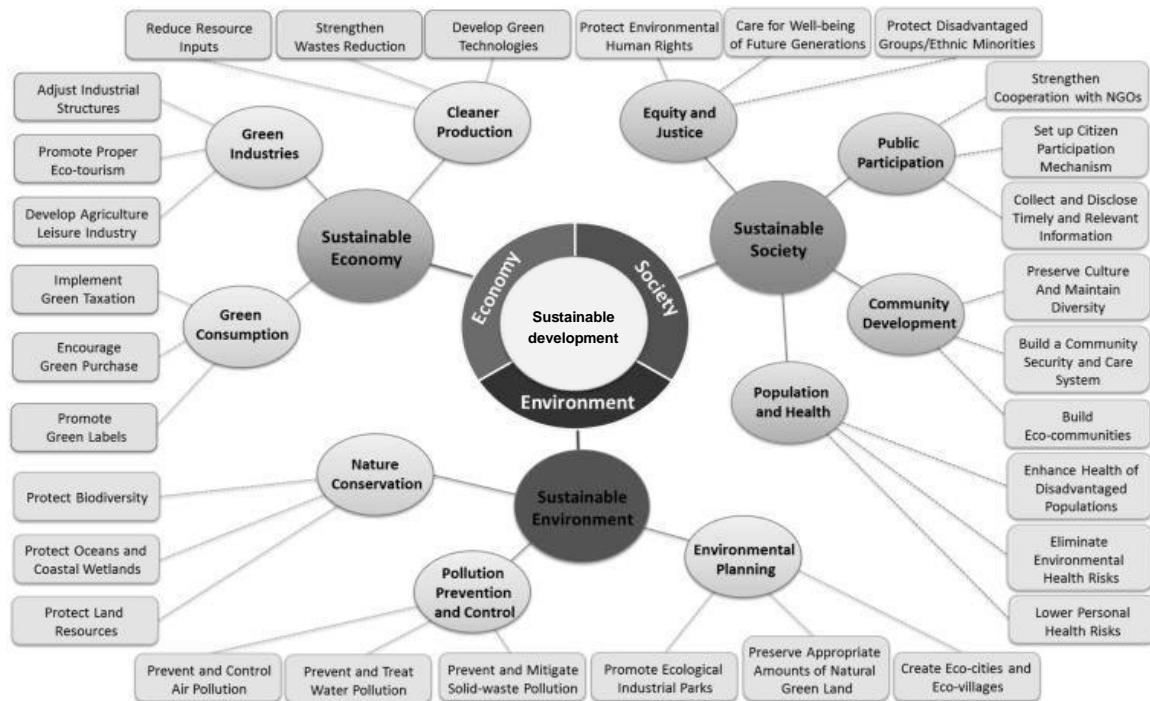 Reduce Resource
Inputs
Strengthen
Wastes Reduction
Develop Green
Technologies
Protect Environmental
Human Rights
Care for Well-being
of Future Generations
Protect Disadvantaged
Groups/Ethnic Minorities
Adjust Industrial
Structures
Promote Proper
Eco-tourism
Develop Agriculture
Leisure Industry
Implement
Green Taxation
Encourage
Green Purchase
Promote
Green Labels
Green
Industries
Cleaner
Production
Green
Consumption
Sustainable
Economy
Economy
Society
Environment
Sustainable
development
Equity and
Justice
Public
Participation
Sustainable
Society
Community
Development
Population
and Health
Strengthen
Cooperation with NGOs
Set up Citizen
Participation
Mechanism
Collect and Disclose
Timely and Relevant
Information
Preserve Culture
And Maintain
Diversity
Build a Community
Security and Care
System
Build
Eco-communities
Enhance Health of
Disadvantaged
Populations
Eliminate
Environmental
Health Risks
Lower Personal
Health Risks
Nature
Conservation
Sustainable
Environment
Pollution
Prevention
and Control
Environmental
Planning
Protect Biodiversity
Protect Oceans and
Coastal Wetlands
Protect Land
Resources
Prevent and Control
Air Pollution
Prevent and Treat
Water Pollution
Prevent and Mitigate
Solid-waste Pollution
Promote Ecological
Industrial Parks
Preserve Appropriate
Amounts of Natural
Green Land
Create Eco-cities and
Eco-villages